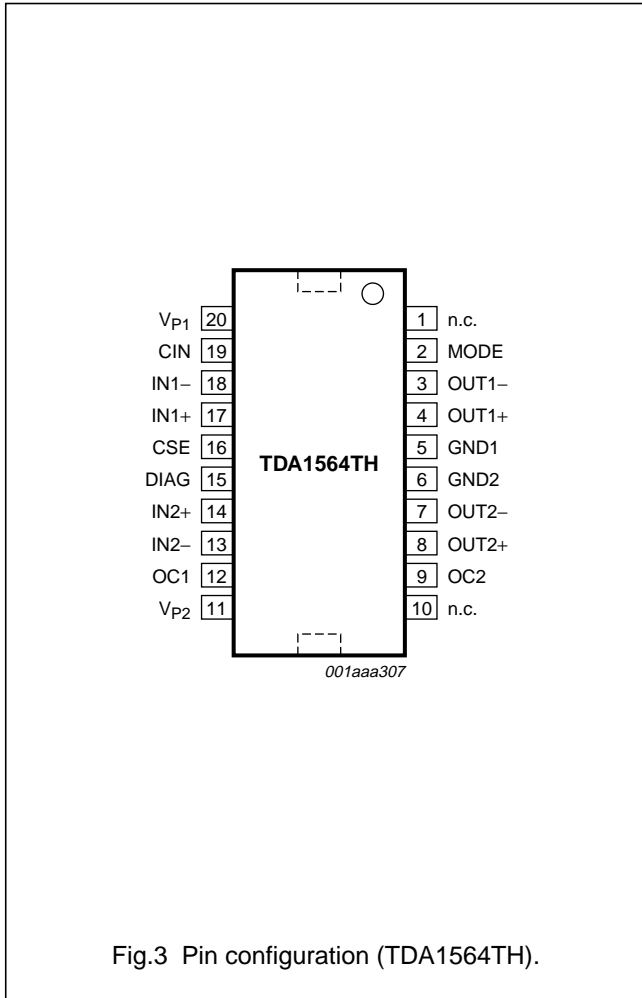 V_P1 20 1 n.c.
CIN 19 2 MODE
IN1− 18 3 OUT1−
IN1+ 17 4 OUT1+
CSE 16 5 GND1
TDA1564TH
DIAG 15 6 GND2
IN2+ 14 7 OUT2−
IN2− 13 8 OUT2+
OC1 12 9 OC2
V_P2 11 10 n.c.
001aaa307
Fig.3 Pin configuration (TDA1564TH).